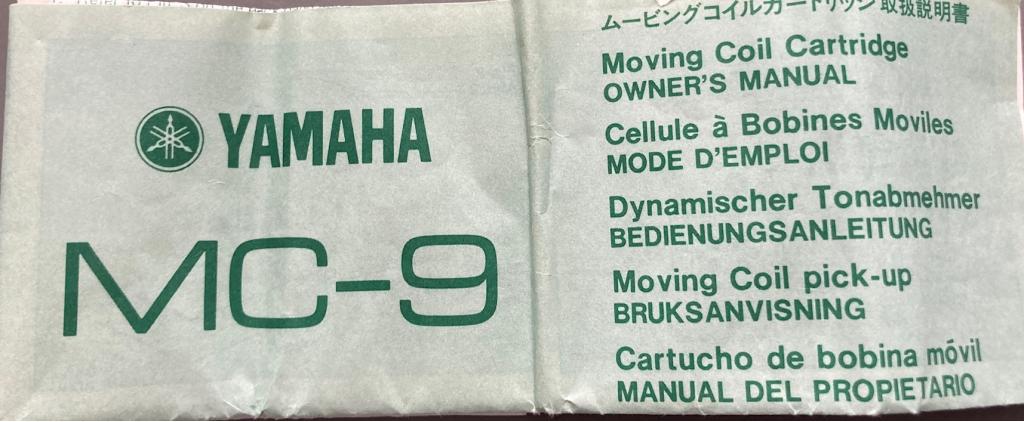 YAMAHA
MC-9
ムービングコイルカートリッジ取扱説明書
Moving Coil Cartridge
OWNER'S MANUAL
Cellule à Bobines Moviles
MODE D'EMPLOI
Dynamischer Tonabmehmer
BEDIENUNGSANLEITUNG
Moving Coil pick-up
BRUKSANVISNING
Cartucho de bobina móvil
MANUAL DEL PROPIETARIO